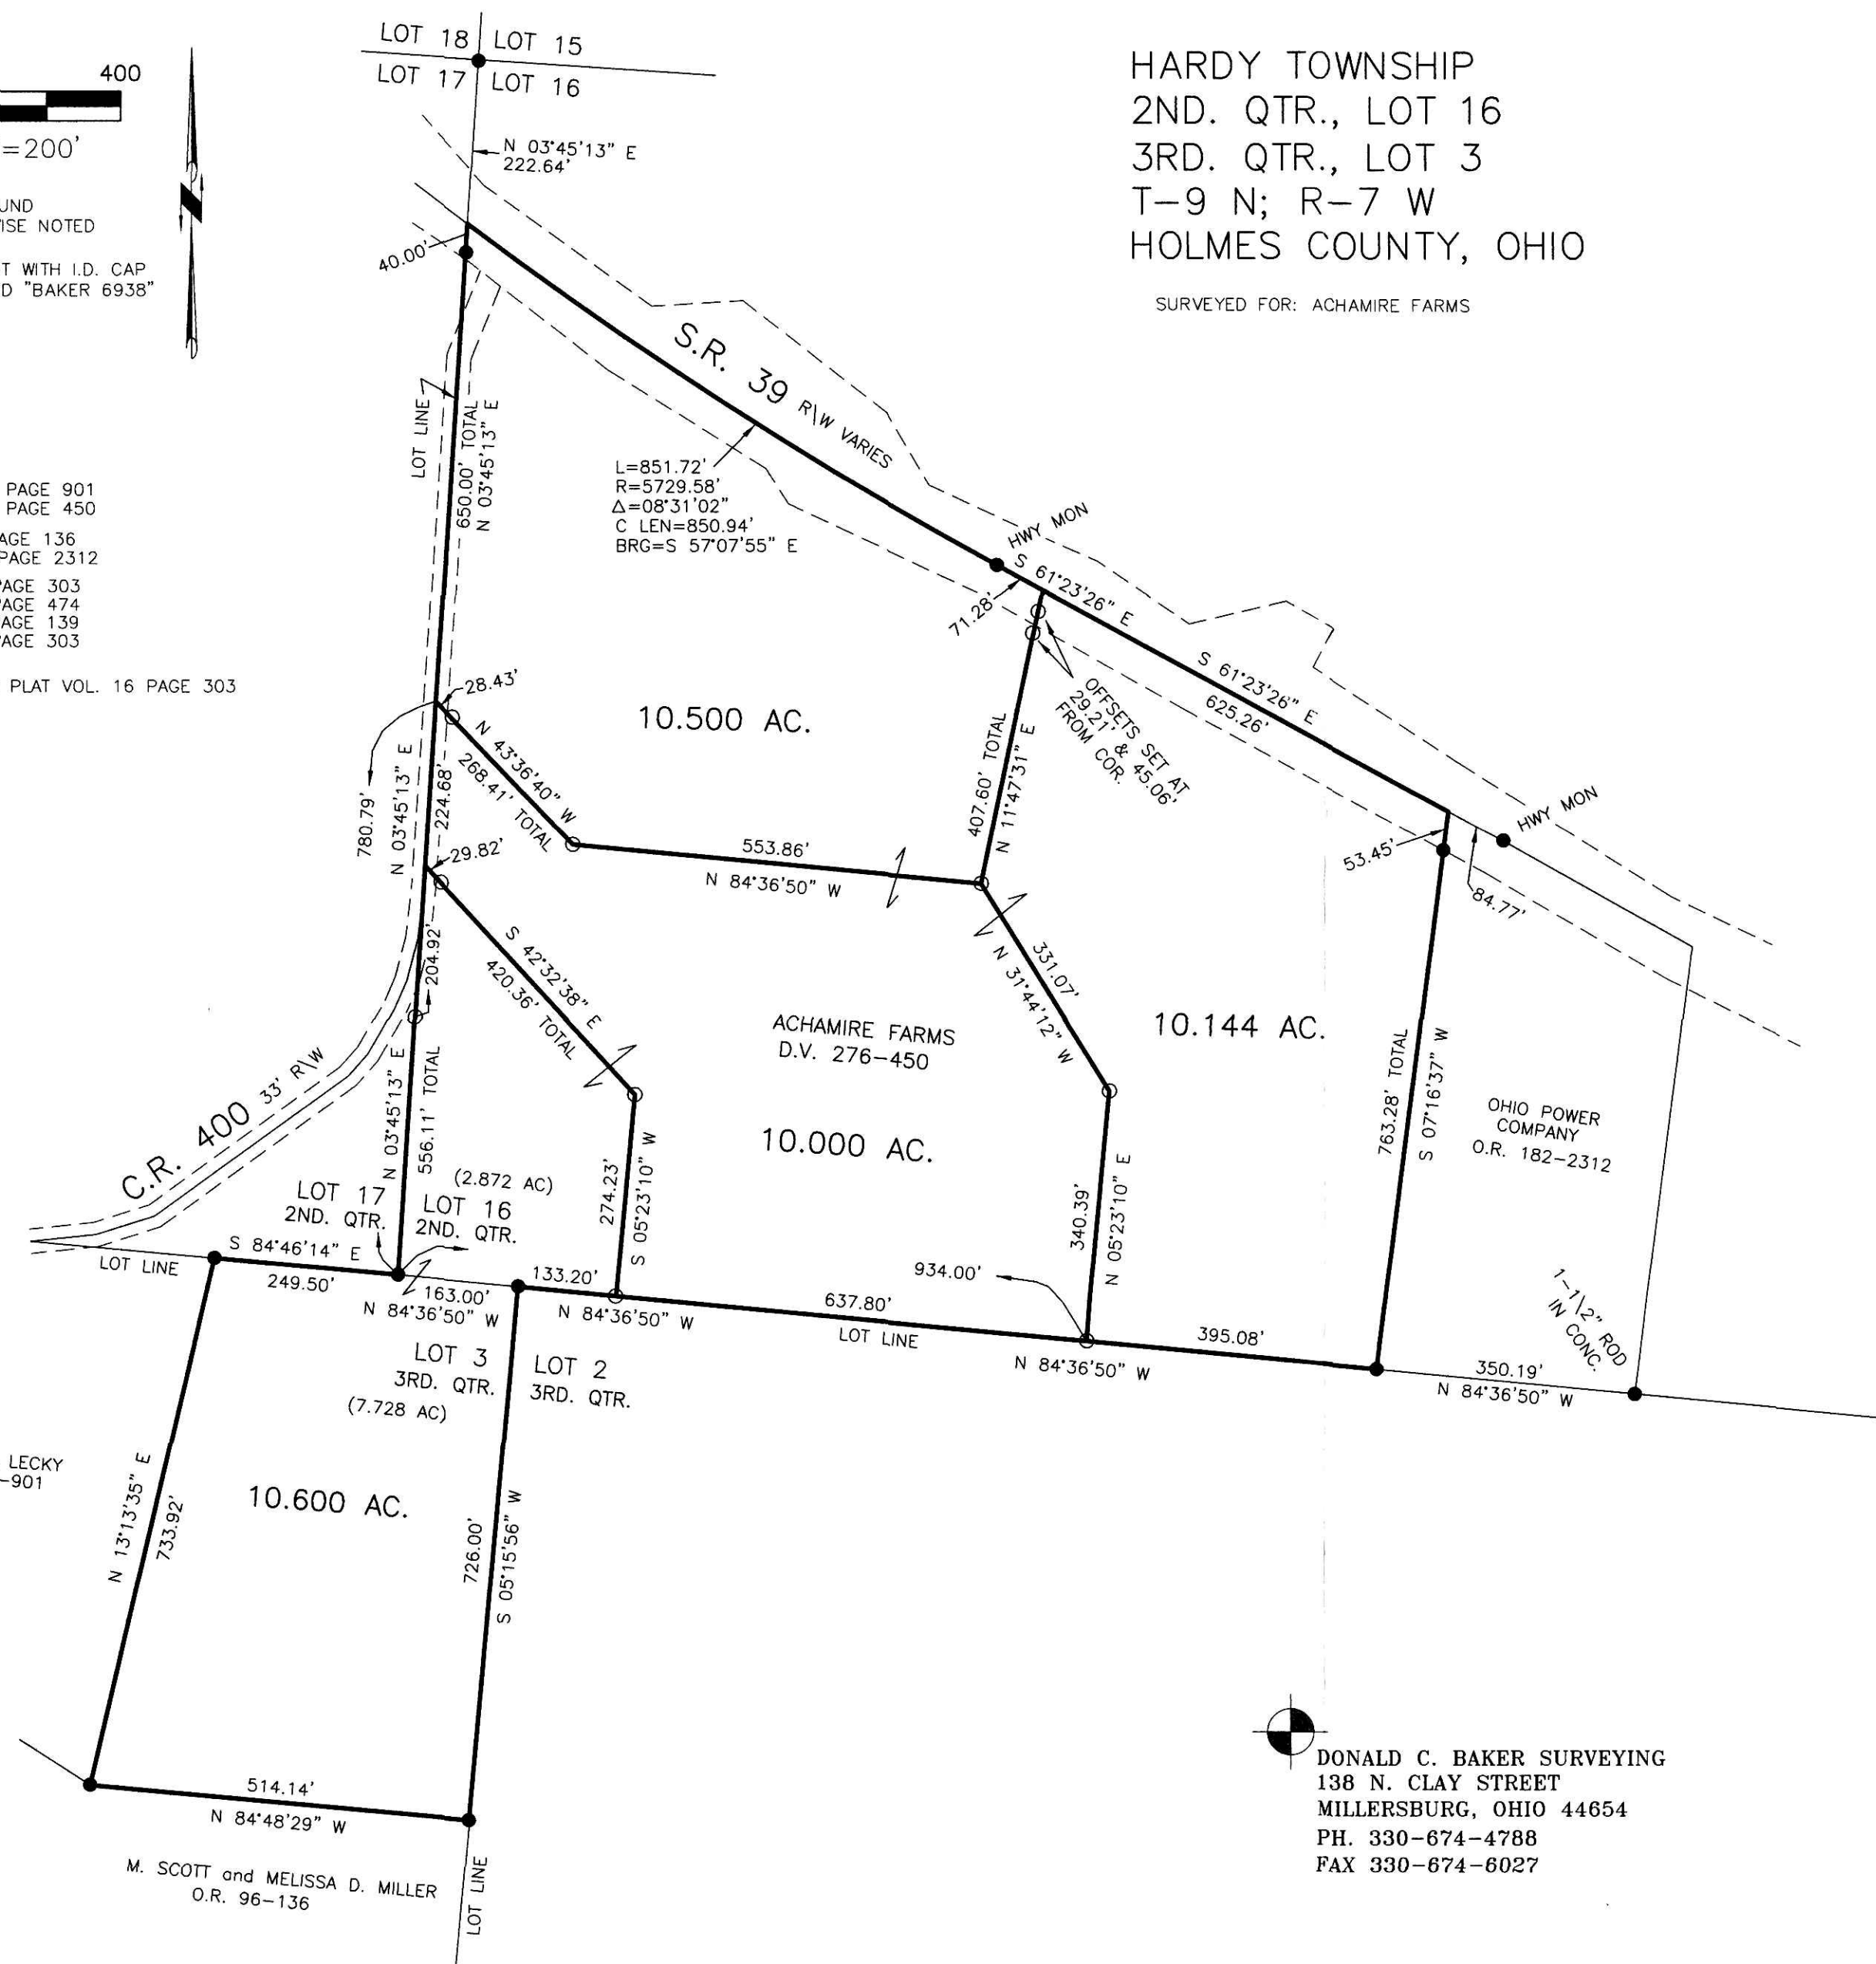 LOT 18 LOT 15
LOT 17 LOT 16
400
=200'
UND
ISE NOTED
T WITH I.D. CAP
D "BAKER 6938"
HARDY TOWNSHIP
2ND. QTR., LOT 16
3RD. QTR., LOT 3
T-9 N; R-7 W
HOLMES COUNTY, OHIO
SURVEYED FOR: ACHAMIRE FARMS
N 03°45'13" E
222.64'
40.00'
S.R. 39 R\W VARIES
LOT LINE
650.00' TOTAL
N 03°45'13" E
L=851.72'
R=5729.58'
Δ=08°31'02"
C LEN=850.94'
BRG=S 57°07'55" E
PAGE 901
PAGE 450
AGE 136
PAGE 2312
PAGE 303
PAGE 474
AGE 139
PAGE 303
PLAT VOL. 16 PAGE 303
HWY MON
S 61°23'26" E
71.28'
S 61°23'26" E
625.26'
OFFSETS SET AT
29.21' & 45.06'
FROM COR.
28.43'
10.500 AC.
N 43°36'40" W
268.41' TOTAL
407.60' TOTAL
N 11°47'31" E
780.79'
N 03°45'13" E
224.68'
29.82'
553.86'
N 84°36'50" W
HWY MON
53.45'
84.77'
204.92'
S 42°32'38" E
420.36' TOTAL
331.07'
N 31°44'12" W
ACHAMIRE FARMS
D.V. 276-450
10.144 AC.
10.000 AC.
763.28' TOTAL
S 07°16'37" W
OHIO POWER
COMPANY
O.R. 182-2312
C.R. 400 33' R\W
N 03°45'13" E
556.11' TOTAL
(2.872 AC)
LOT 17
2ND. QTR.
LOT 16
2ND. QTR.
274.23'
S 05°23'10" W
340.39'
N 05°23'10" E
934.00'
LOT LINE
S 84°46'14" E
249.50'
163.00'
N 84°36'50" W
133.20'
N 84°36'50" W
637.80'
LOT LINE
395.08'
N 84°36'50" W
1-1\2" ROD
IN CONC.
350.19'
N 84°36'50" W
LOT 3
3RD. QTR.
(7.728 AC)
LOT 2
3RD. QTR.
LECKY
-901
N 13°13'35" E
733.92'
10.600 AC.
726.00'
S 05°15'56" W
514.14'
N 84°48'29" W
M. SCOTT and MELISSA D. MILLER
O.R. 96-136
LOT LINE
DONALD C. BAKER SURVEYING
138 N. CLAY STREET
MILLERSBURG, OHIO 44654
PH. 330-674-4788
FAX 330-674-6027